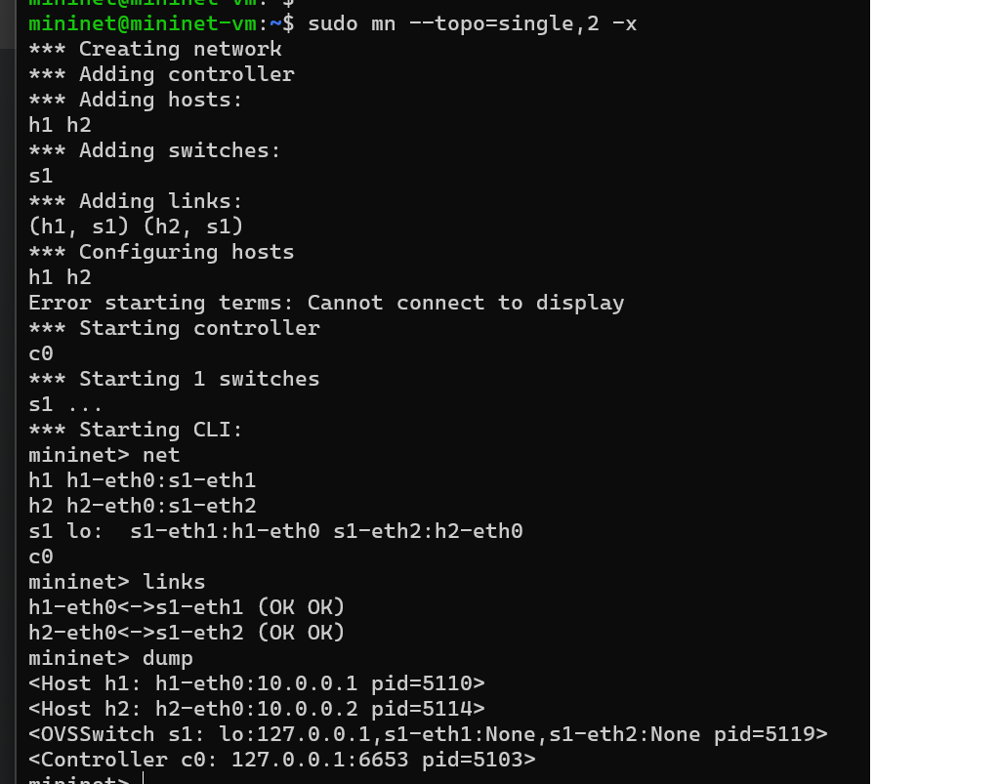 mininet@mininet-vm:~$
mininet@mininet-vm:~$ sudo mn --topo=single,2 -x
*** Creating network
*** Adding controller
*** Adding hosts:
h1 h2
*** Adding switches:
s1
*** Adding links:
(h1, s1) (h2, s1)
*** Configuring hosts
h1 h2
Error starting terms: Cannot connect to display
*** Starting controller
c0
*** Starting 1 switches
s1 ...
*** Starting CLI:
mininet> net
h1 h1-eth0:s1-eth1
h2 h2-eth0:s1-eth2
s1 lo:  s1-eth1:h1-eth0 s1-eth2:h2-eth0
c0
mininet> links
h1-eth0<->s1-eth1 (OK OK)
h2-eth0<->s1-eth2 (OK OK)
mininet> dump
<Host h1: h1-eth0:10.0.0.1 pid=5110>
<Host h2: h2-eth0:10.0.0.2 pid=5114>
<OVSSwitch s1: lo:127.0.0.1,s1-eth1:None,s1-eth2:None pid=5119>
<Controller c0: 127.0.0.1:6653 pid=5103>
mininet>